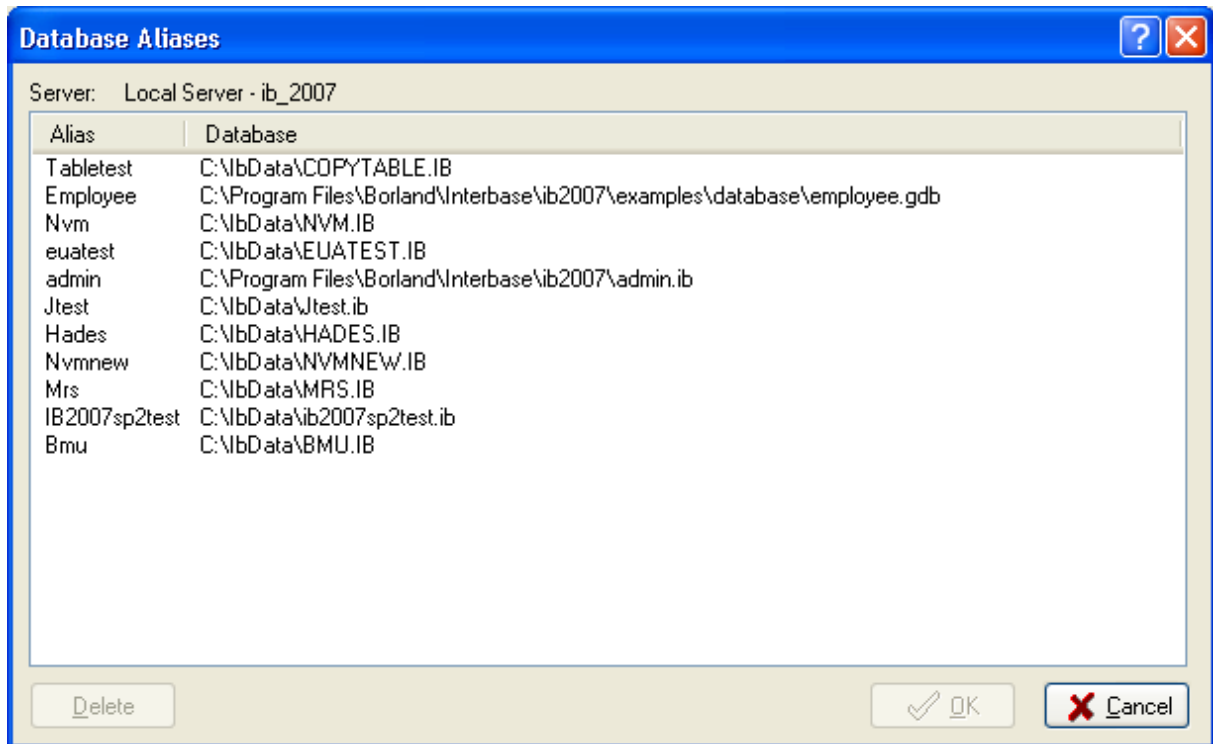 Database Aliases
Server: Local Server - ib_2007
Alias Database
Tabletest C:\IbData\COPYTABLE.IB
Employee C:\Program Files\Borland\Interbase\ib2007\examples\database\employee.gdb
Nvm C:\IbData\NVM.IB
euatest C:\IbData\EUATEST.IB
admin C:\Program Files\Borland\Interbase\ib2007\admin.ib
Jtest C:\IbData\Jtest.ib
Hades C:\IbData\HADES.IB
Nvmnew C:\IbData\NVMNEW.IB
Mrs C:\IbData\MRS.IB
IB2007sp2test C:\IbData\ib2007sp2test.ib
Bmu C:\IbData\BMU.IB
Delete OK Cancel